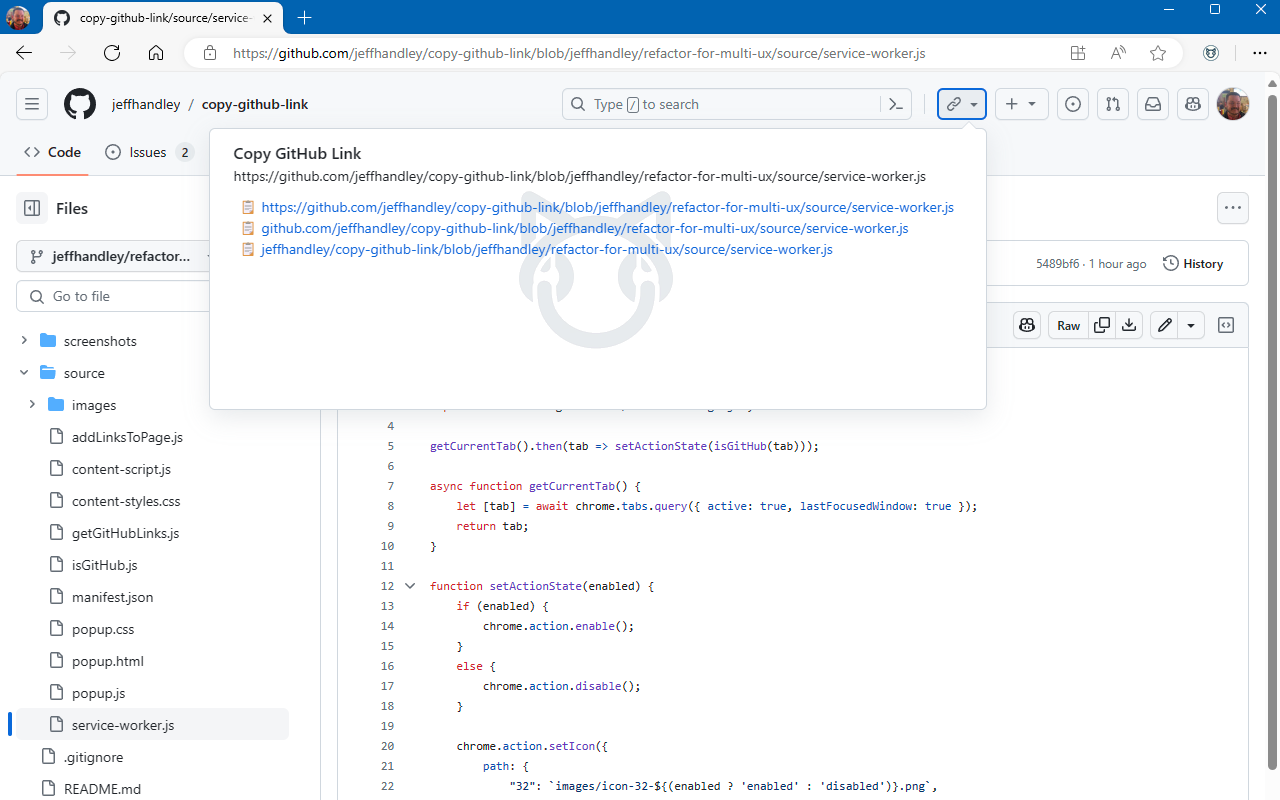 copy-github-link/source/service-
https://github.com/jeffhandley/copy-github-link/blob/jeffhandley/refactor-for-multi-ux/source/service-worker.js
jeffhandley / copy-github-link
Type / to search
Code
Issues 2
Copy GitHub Link
https://github.com/jeffhandley/copy-github-link/blob/jeffhandley/refactor-for-multi-ux/source/service-worker.js
https://github.com/jeffhandley/copy-github-link/blob/jeffhandley/refactor-for-multi-ux/source/service-worker.js
github.com/jeffhandley/copy-github-link/blob/jeffhandley/refactor-for-multi-ux/source/service-worker.js
jeffhandley/copy-github-link/blob/jeffhandley/refactor-for-multi-ux/source/service-worker.js
Files
jeffhandley/refactor...
Go to file
screenshots
source
images
addLinksToPage.js
content-script.js
content-styles.css
getGitHubLinks.js
isGitHub.js
manifest.json
popup.css
popup.html
popup.js
service-worker.js
.gitignore
README.md
5489bf6 · 1 hour ago
History
Raw
4
5 getCurrentTab().then(tab => setActionState(isGitHub(tab)));
6
7 async function getCurrentTab() {
8 let [tab] = await chrome.tabs.query({ active: true, lastFocusedWindow: true });
9 return tab;
10 }
11
12 function setActionState(enabled) {
13 if (enabled) {
14 chrome.action.enable();
15 }
16 else {
17 chrome.action.disable();
18 }
19
20 chrome.action.setIcon({
21 path: {
22 "32": `images/icon-32-${(enabled ? 'enabled' : 'disabled')}.png`,